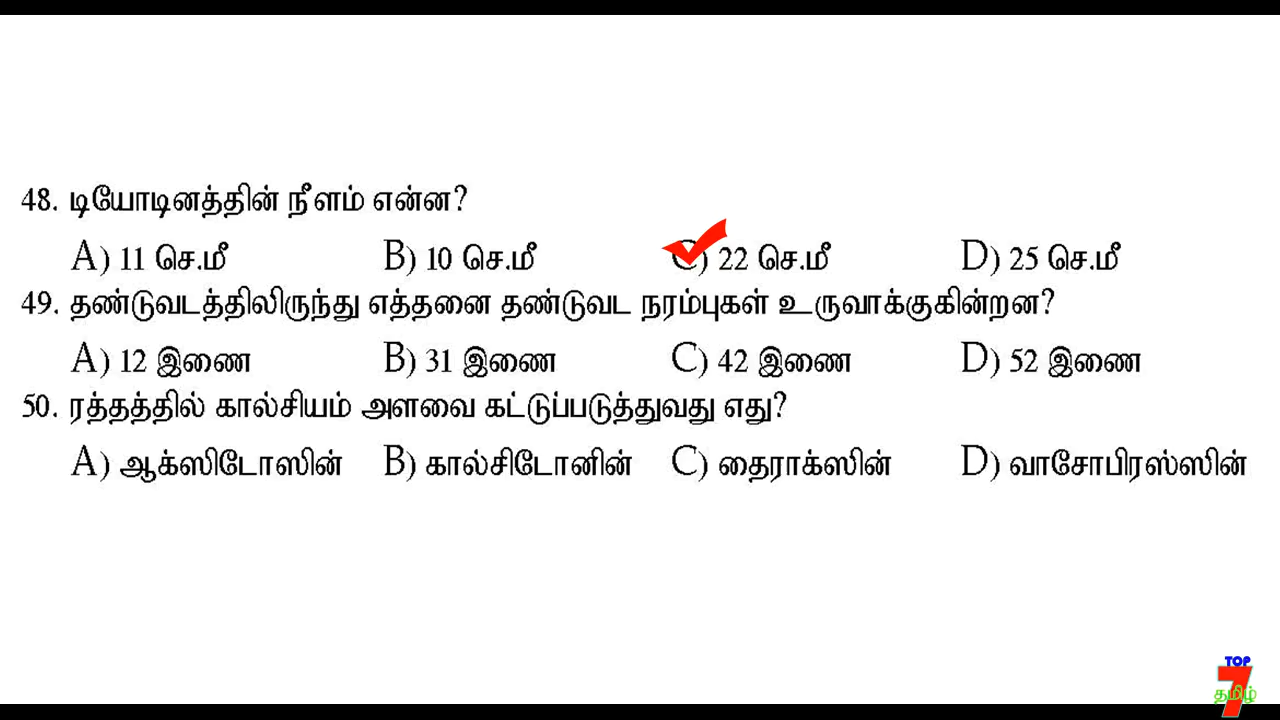 48. டியோடினத்தின் நீளம் என்ன?
A) 11 செ.மீ B) 10 செ.மீ C) 22 செ.மீ D) 25 செ.மீ
49. தண்டுவடத்திலிருந்து எத்தனை தண்டுவட நரம்புகள் உருவாக்குகின்றன?
A) 12 இணை B) 31 இணை C) 42 இணை D) 52 இணை
50. ரத்தத்தில் கால்சியம் அளவை கட்டுப்படுத்துவது எது?
A) ஆக்ஸிடோஸின் B) கால்சிடோனின் C) தைராக்ஸின் D) வாசோபிரஸ்ஸின்
TOP
7
தமிழ்